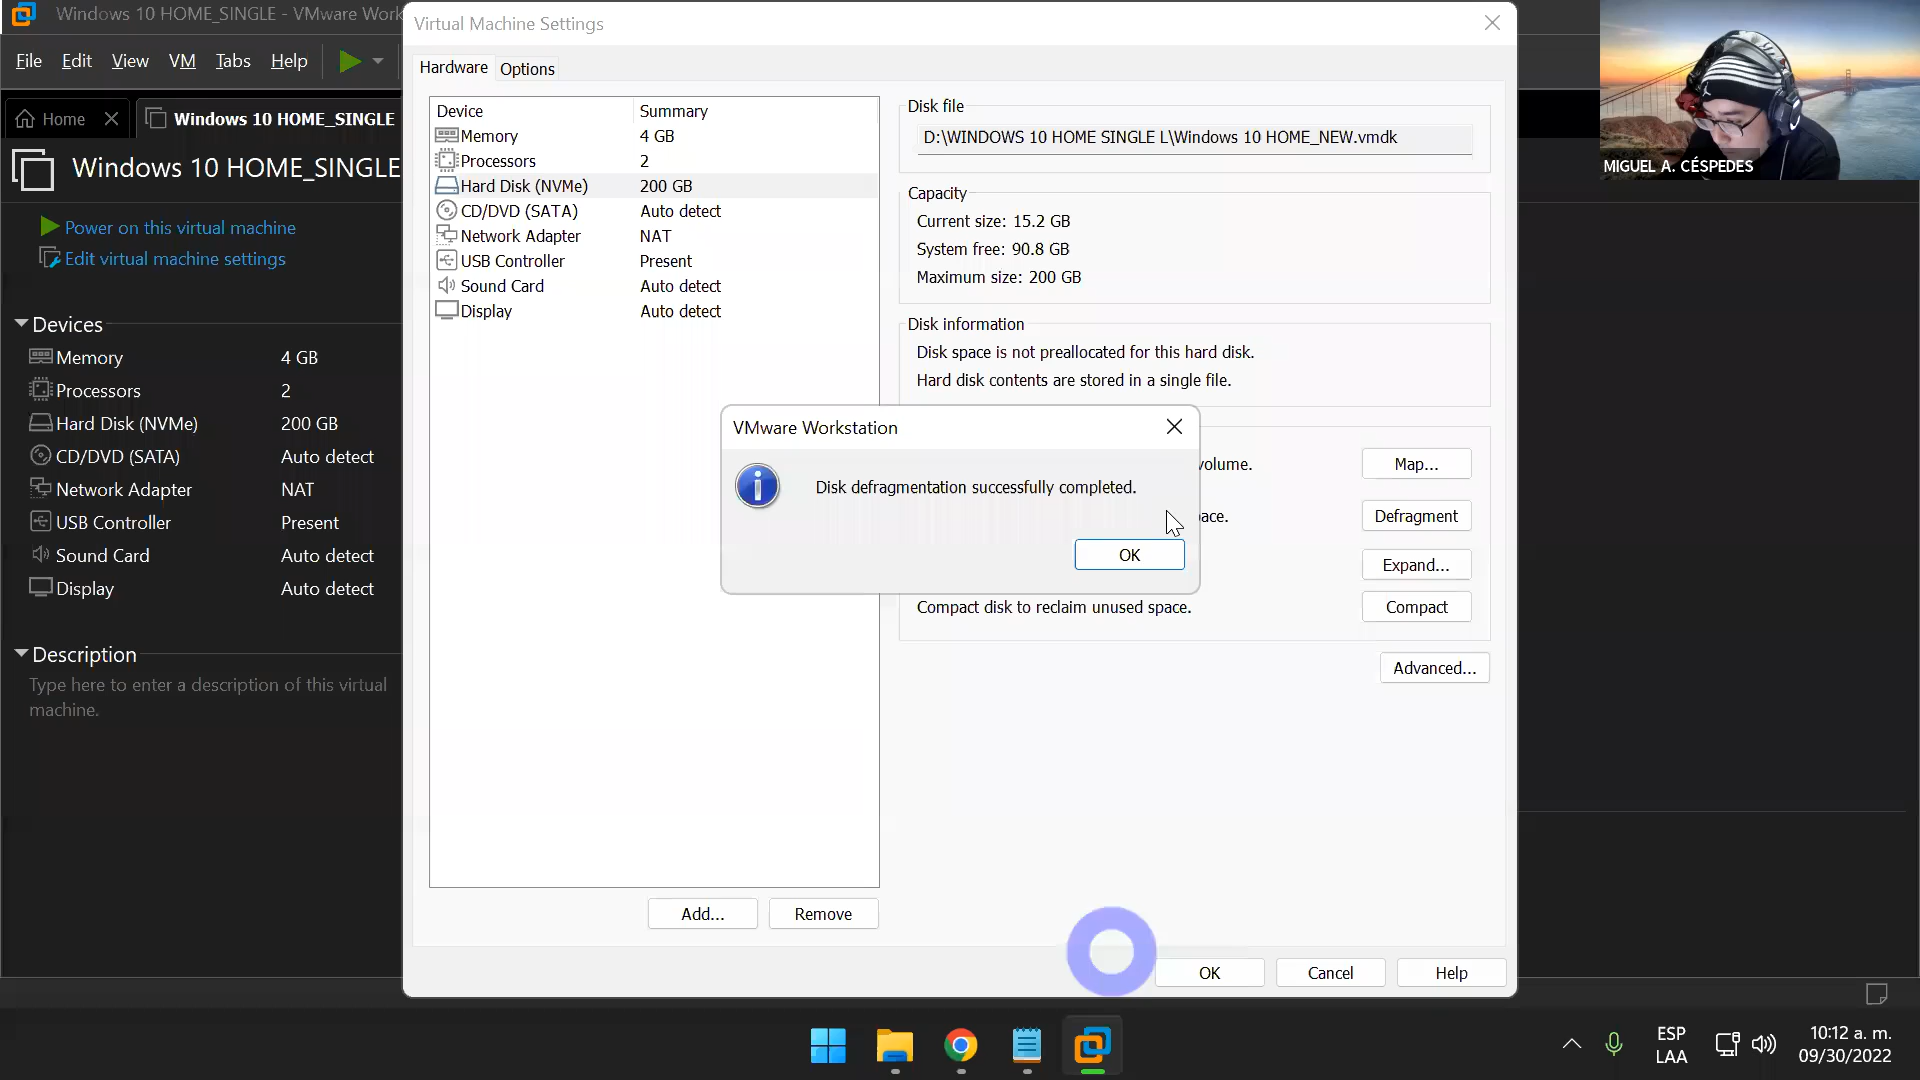 Windows 10 HOME_SINGLE - VMware Work
File Edit View VM Tabs Help
Home
Windows 10 HOME_SINGLE
Windows 10 HOME_SINGLE
Power on this virtual machine
Edit virtual machine settings
Devices
Memory 4 GB
Processors 2
Hard Disk (NVMe) 200 GB
CD/DVD (SATA) Auto detect
Network Adapter NAT
USB Controller Present
Sound Card Auto detect
Display Auto detect
Description
Type here to enter a description of this virtual
machine.
Virtual Machine Settings
Hardware Options
Device Summary
Memory 4 GB
Processors 2
Hard Disk (NVMe) 200 GB
CD/DVD (SATA) Auto detect
Network Adapter NAT
USB Controller Present
Sound Card Auto detect
Display Auto detect
Add...
Remove
Disk file
D:\WINDOWS 10 HOME SINGLE L\Windows 10 HOME_NEW.vmdk
Capacity
Current size: 15.2 GB
System free: 90.8 GB
Maximum size: 200 GB
Disk information
Disk space is not preallocated for this hard disk.
Hard disk contents are stored in a single file.
volume.
Map...
ace.
Defragment
Expand...
Compact disk to reclaim unused space.
Compact
Advanced...
VMware Workstation
Disk defragmentation successfully completed.
OK
OK
Cancel
Help
MIGUEL A. CÉSPEDES
ESP
LAA
10:12 a. m.
09/30/2022